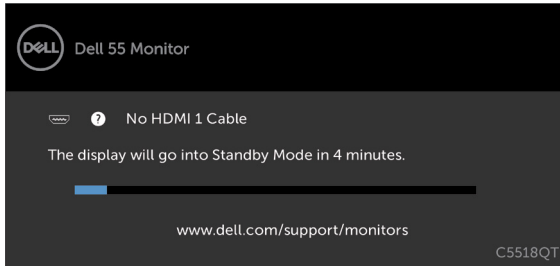 DELL Dell 55 Monitor
? No HDMI 1 Cable
The display will go into Standby Mode in 4 minutes.
www.dell.com/support/monitors
C5518QT